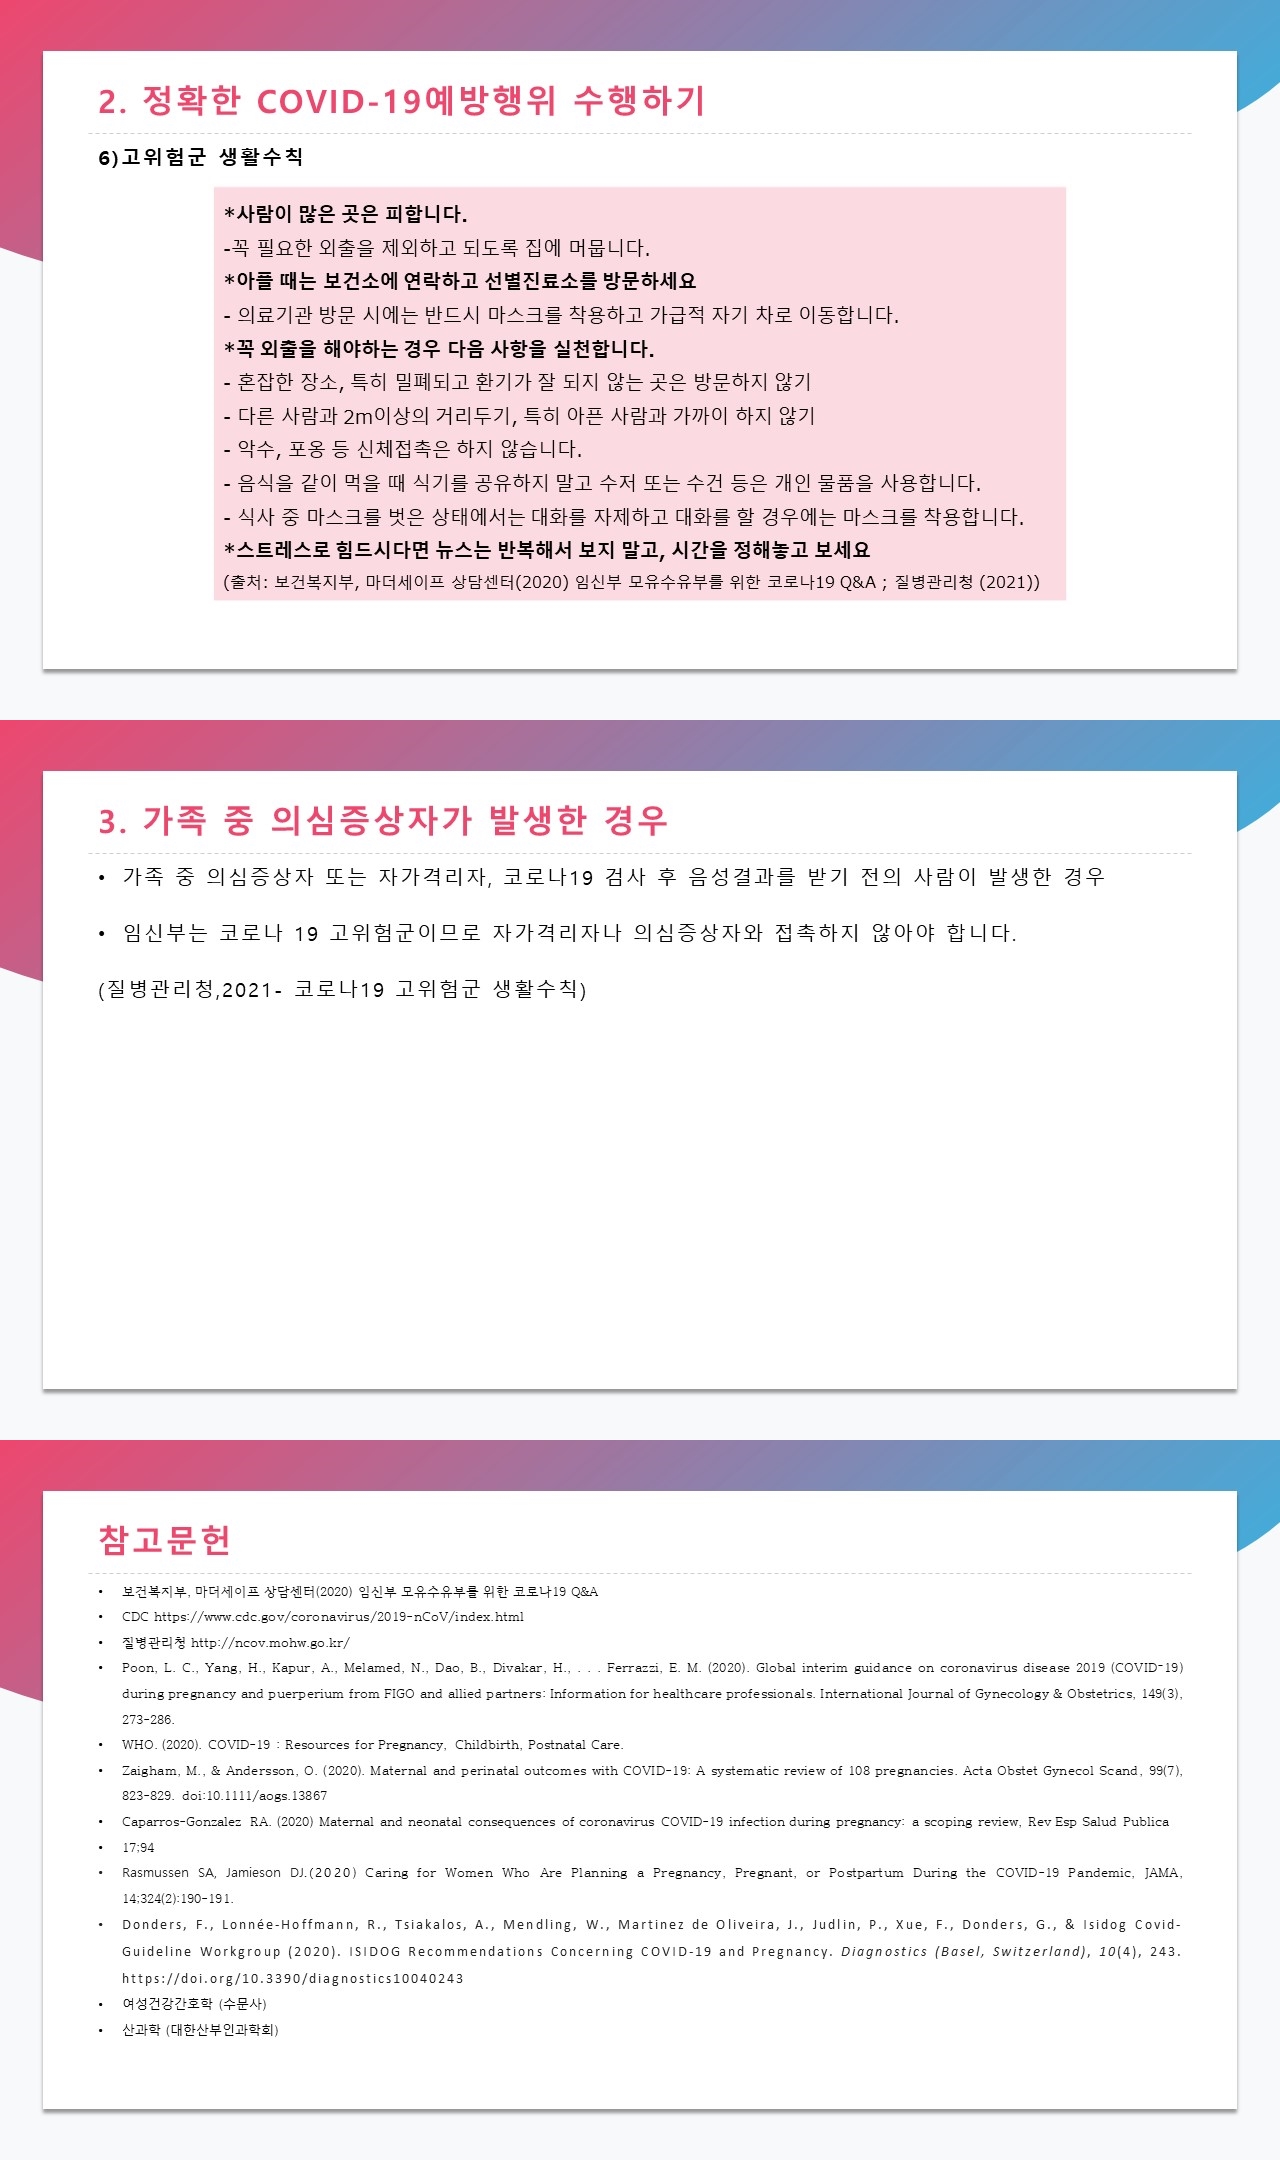 2. 정확한 COVID-19예방행위 수행하기
6)고위험군 생활수칙
*사람이 많은 곳은 피합니다.
-꼭 필요한 외출을 제외하고 되도록 집에 머뭅니다.
*아플 때는 보건소에 연락하고 선별진료소를 방문하세요
- 의료기관 방문 시에는 반드시 마스크를 착용하고 가급적 자기 차로 이동합니다.
*꼭 외출을 해야하는 경우 다음 사항을 실천합니다.
- 혼잡한 장소, 특히 밀폐되고 환기가 잘 되지 않는 곳은 방문하지 않기
- 다른 사람과 2m이상의 거리두기, 특히 아픈 사람과 가까이 하지 않기
- 악수, 포옹 등 신체접촉은 하지 않습니다.
- 음식을 같이 먹을 때 식기를 공유하지 말고 수저 또는 수건 등은 개인 물품을 사용합니다.
- 식사 중 마스크를 벗은 상태에서는 대화를 자제하고 대화를 할 경우에는 마스크를 착용합니다.
*스트레스로 힘드시다면 뉴스는 반복해서 보지 말고, 시간을 정해놓고 보세요
(출처: 보건복지부, 마더세이프 상담센터(2020) 임신부 모유수유부를 위한 코로나19 Q&A ; 질병관리청 (2021))
3. 가족 중 의심증상자가 발생한 경우
• 가족 중 의심증상자 또는 자가격리자, 코로나19 검사 후 음성결과를 받기 전의 사람이 발생한 경우
• 임신부는 코로나 19 고위험군이므로 자가격리자나 의심증상자와 접촉하지 않아야 합니다.
(질병관리청,2021- 코로나19 고위험군 생활수칙)
참고문헌
• 보건복지부, 마더세이프 상담센터(2020) 임신부 모유수유부를 위한 코로나19 Q&A
• CDC https://www.cdc.gov/coronavirus/2019-nCoV/index.html
• 질병관리청 http://ncov.mohw.go.kr/
• Poon, L. C., Yang, H., Kapur, A., Melamed, N., Dao, B., Divakar, H., . . . Ferrazzi, E. M. (2020). Global interim guidance on coronavirus disease 2019 (COVID-19)
during pregnancy and puerperium from FIGO and allied partners: Information for healthcare professionals. International Journal of Gynecology & Obstetrics, 149(3),
273-286.
• WHO. (2020). COVID-19 : Resources for Pregnancy, Childbirth, Postnatal Care.
• Zaigham, M., & Andersson, O. (2020). Maternal and perinatal outcomes with COVID-19: A systematic review of 108 pregnancies. Acta Obstet Gynecol Scand, 99(7),
823-829. doi:10.1111/aogs.13867
• Caparros-Gonzalez RA. (2020) Maternal and neonatal consequences of coronavirus COVID-19 infection during pregnancy: a scoping review, Rev Esp Salud Publica
• 17;94
• Rasmussen SA, Jamieson DJ.(2020) Caring for Women Who Are Planning a Pregnancy, Pregnant, or Postpartum During the COVID-19 Pandemic, JAMA,
14;324(2):190-191.
• Donders, F., Lonnée-Hoffmann, R., Tsiakalos, A., Mendling, W., Martinez de Oliveira, J., Judlin, P., Xue, F., Donders, G., & Isidog Covid-
Guideline Workgroup (2020). ISIDOG Recommendations Concerning COVID-19 and Pregnancy. Diagnostics (Basel, Switzerland), 10(4), 243.
https://doi.org/10.3390/diagnostics10040243
• 여성건강간호학 (수문사)
• 산과학 (대한산부인과학회)